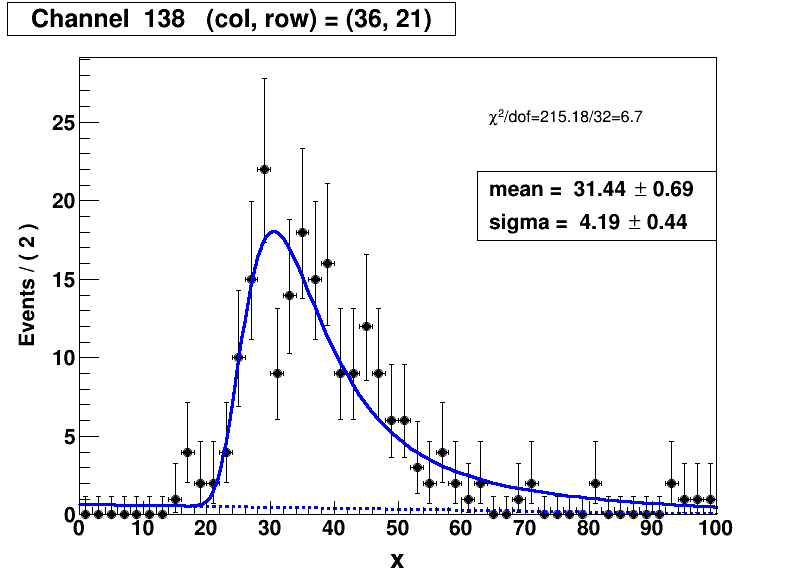 Channel 138 (col, row) = (36, 21)
χ²/dof=215.18/32=6.7
mean = 31.44 ± 0.69
sigma = 4.19 ± 0.44
Events / ( 2 )
25
20
15
10
5
0
0 10 20 30 40 50 60 70 80 90 100
x